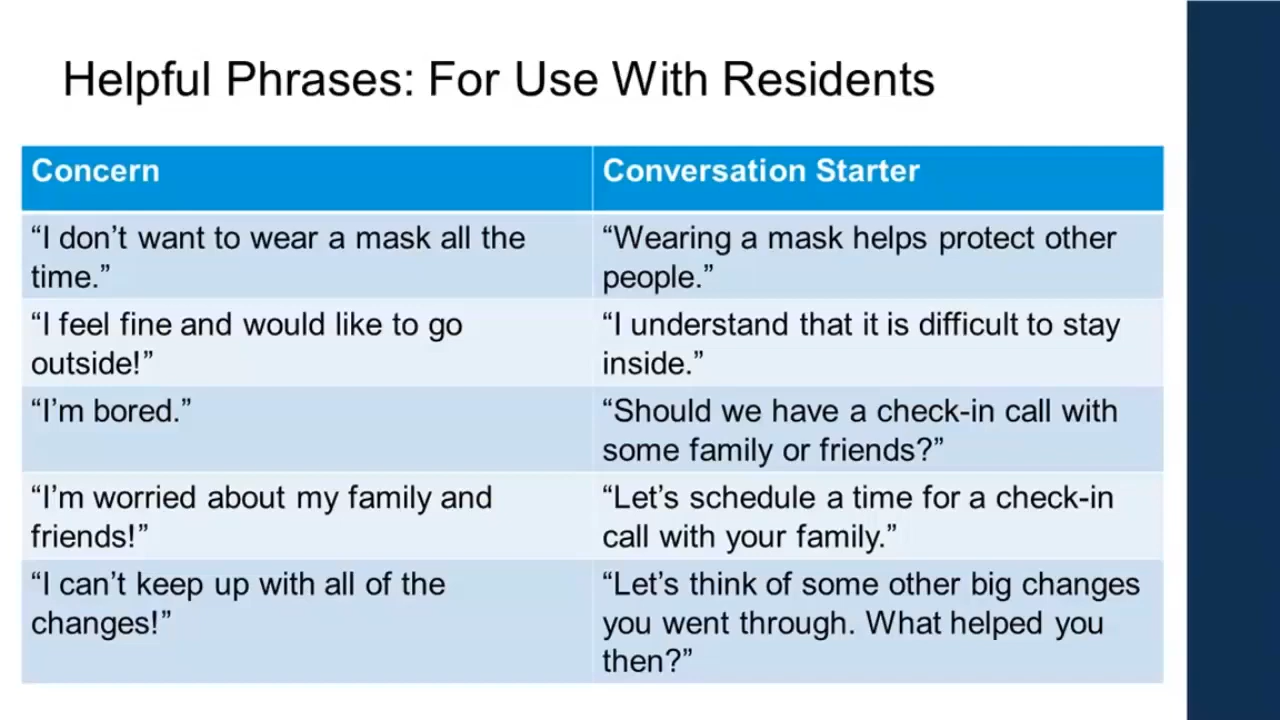 Helpful Phrases: For Use With Residents
Concern
Conversation Starter
“I don’t want to wear a mask all the
time.”
“Wearing a mask helps protect other
people.”
“I feel fine and would like to go
outside!”
“I understand that it is difficult to stay
inside.”
“I’m bored.”
“Should we have a check-in call with
some family or friends?”
“I’m worried about my family and
friends!”
“Let’s schedule a time for a check-in
call with your family.”
“I can’t keep up with all of the
changes!”
“Let’s think of some other big changes
you went through. What helped you
then?”